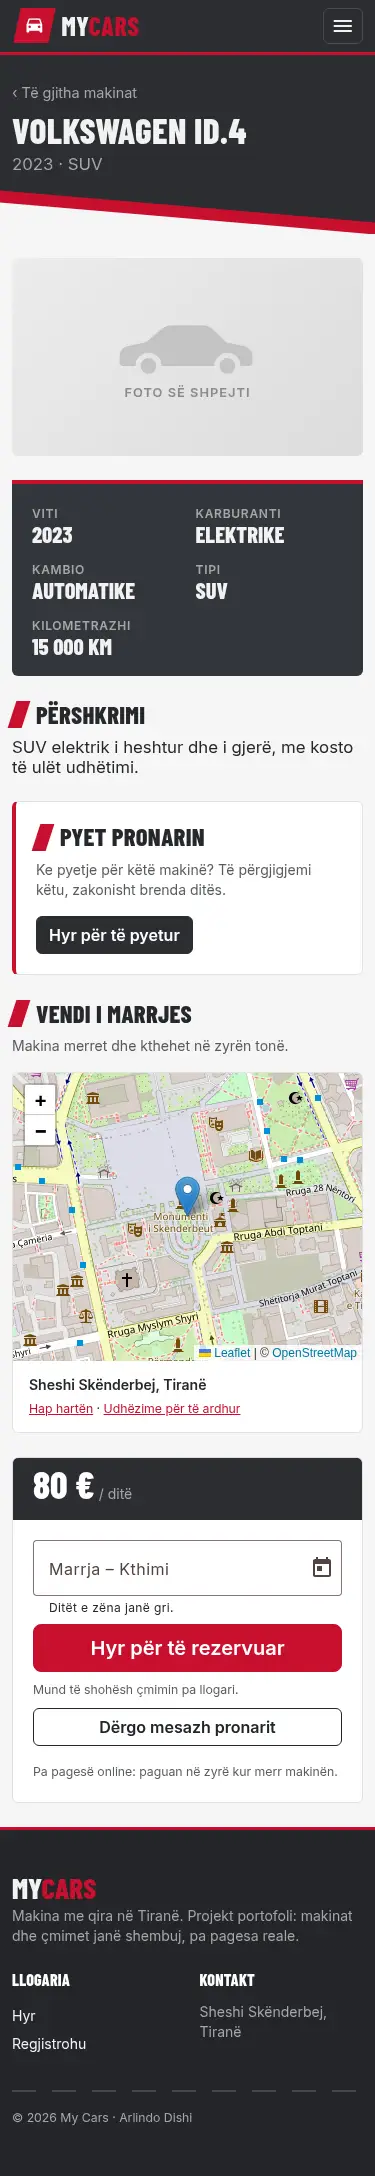 MYCARS
‹ Të gjitha makinat
VOLKSWAGEN ID.4
2023 · SUV
FOTO SË SHPEJTI
VITI
2023
KARBURANTI
ELEKTRIKE
KAMBIO
AUTOMATIKE
TIPI
SUV
KILOMETRAZHI
15 000 KM
PËRSHKRIMI
SUV elektrik i heshtur dhe i gjerë, me kosto
të ulët udhëtimi.
PYET PRONARIN
Ke pyetje për këtë makinë? Të përgjigjemi
këtu, zakonisht brenda ditës.
Hyr për të pyetur
VENDI I MARRJES
Makina merret dhe kthehet në zyrën tonë.
+
−
Rruga 28 Nëntori
Monumenti
i Skënderbeut
Rruga Abdi Toptani
a Çamëria
Shëtitorja Murat Toptani
Rruga Myslym Shyri
Leaflet | © OpenStreetMap
Sheshi Skënderbej, Tiranë
Hap hartën · Udhëzime për të ardhur
80 € / ditë
Marrja – Kthimi
Ditët e zëna janë gri.
Hyr për të rezervuar
Mund të shohësh çmimin pa llogari.
Dërgo mesazh pronarit
Pa pagesë online: paguan në zyrë kur merr makinën.
MYCARS
Makina me qira në Tiranë. Projekt portofoli: makinat
dhe çmimet janë shembuj, pa pagesa reale.
LLOGARIA
Hyr
Regjistrohu
KONTAKT
Sheshi Skënderbej,
Tiranë
© 2026 My Cars · Arlindo Dishi